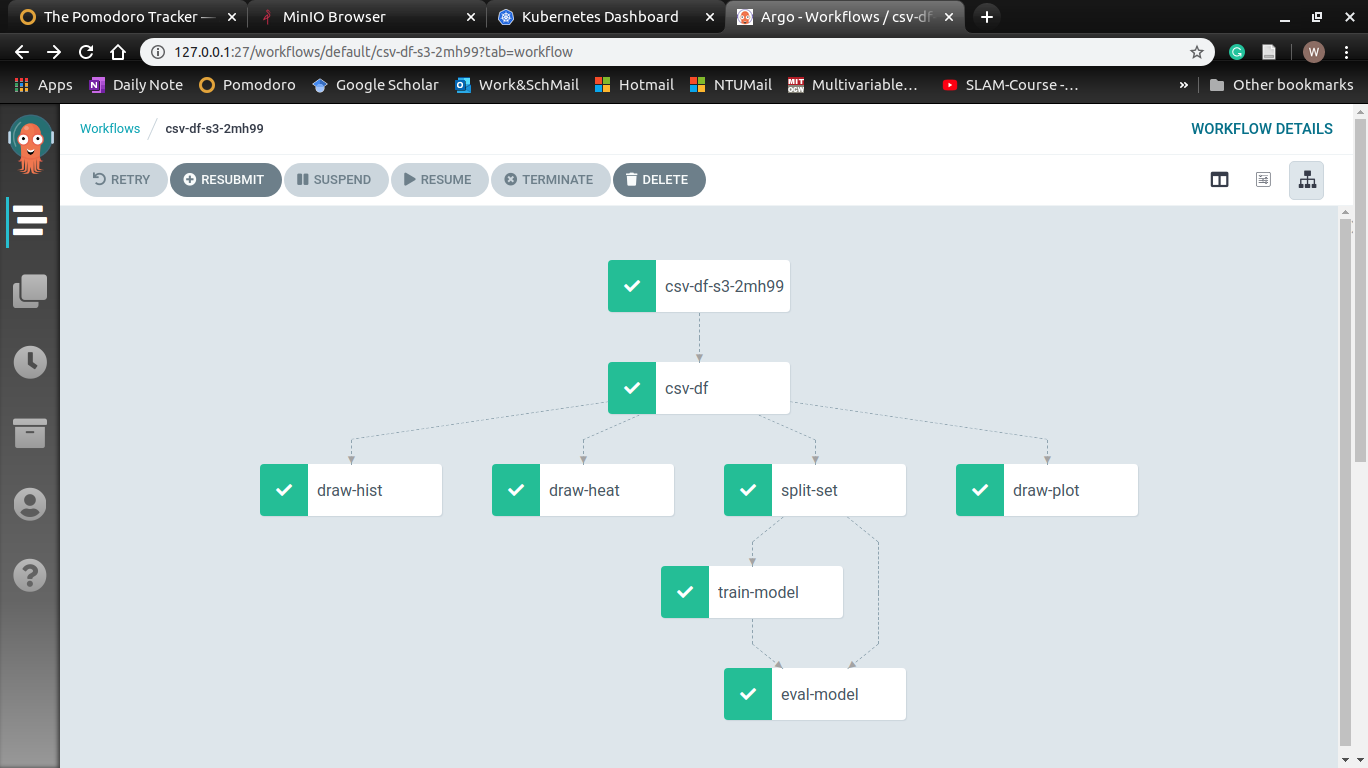 The Pomodoro Tracker —
MinIO Browser
Kubernetes Dashboard
Argo - Workflows / csv-df-
127.0.0.1:27/workflows/default/csv-df-s3-2mh99?tab=workflow
W
Apps
Daily Note
Pomodoro
Google Scholar
Work&SchMail
Hotmail
NTUMail
MIT OCW
Multivariable…
SLAM-Course -…
»
Other bookmarks
Workflows / csv-df-s3-2mh99
WORKFLOW DETAILS
RETRY
RESUBMIT
SUSPEND
RESUME
TERMINATE
DELETE
csv-df-s3-2mh99
csv-df
draw-hist
draw-heat
split-set
draw-plot
train-model
eval-model